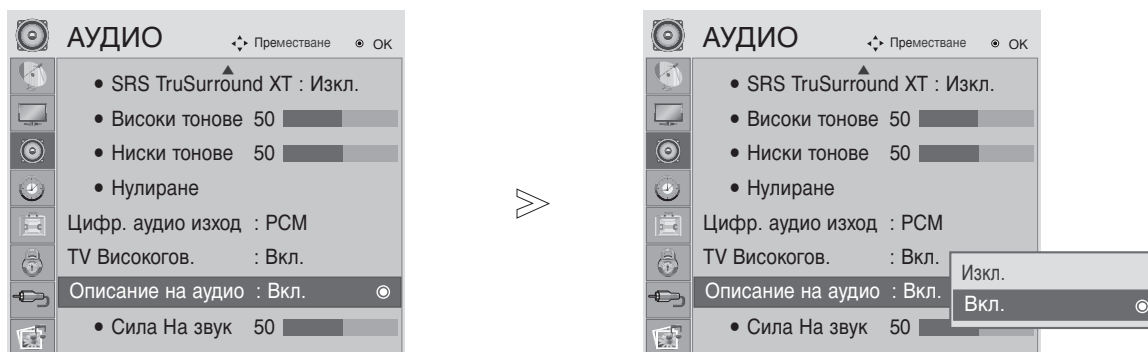 АУДИО Преместване OK
• SRS TruSurround XT : Изкл.
• Високи тонове 50
• Ниски тонове 50
• Нулиране
Цифр. аудио изход : PCM
TV Високогов. : Вкл.
Описание на аудио : Вкл.
• Сила На звук 50
АУДИО Преместване OK
• SRS TruSurround XT : Изкл.
• Високи тонове 50
• Ниски тонове 50
• Нулиране
Цифр. аудио изход : PCM
TV Високогов. : Вкл.
Описание на аудио : Вкл.
• Сила На звук 50
Изкл.
Вкл.